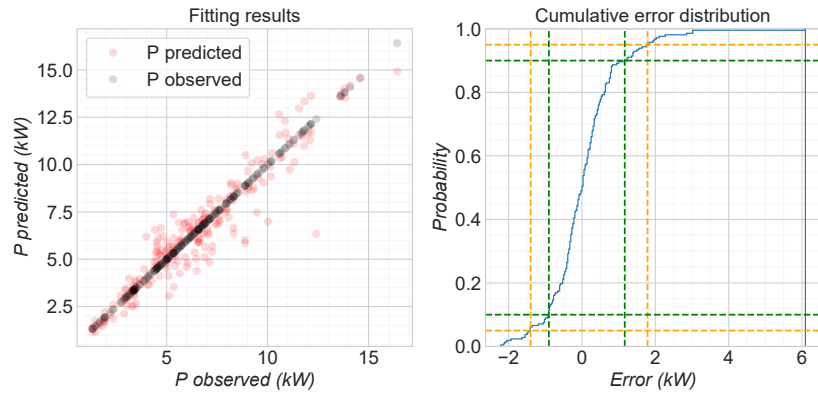 Fitting results
P predicted
P observed
15.0
12.5
10.0
7.5
5.0
2.5
P predicted (kW)
5
10
15
P observed (kW)
Cumulative error distribution
1.0
0.8
0.6
0.4
0.2
0.0
Probability
−2
0
2
4
6
Error (kW)